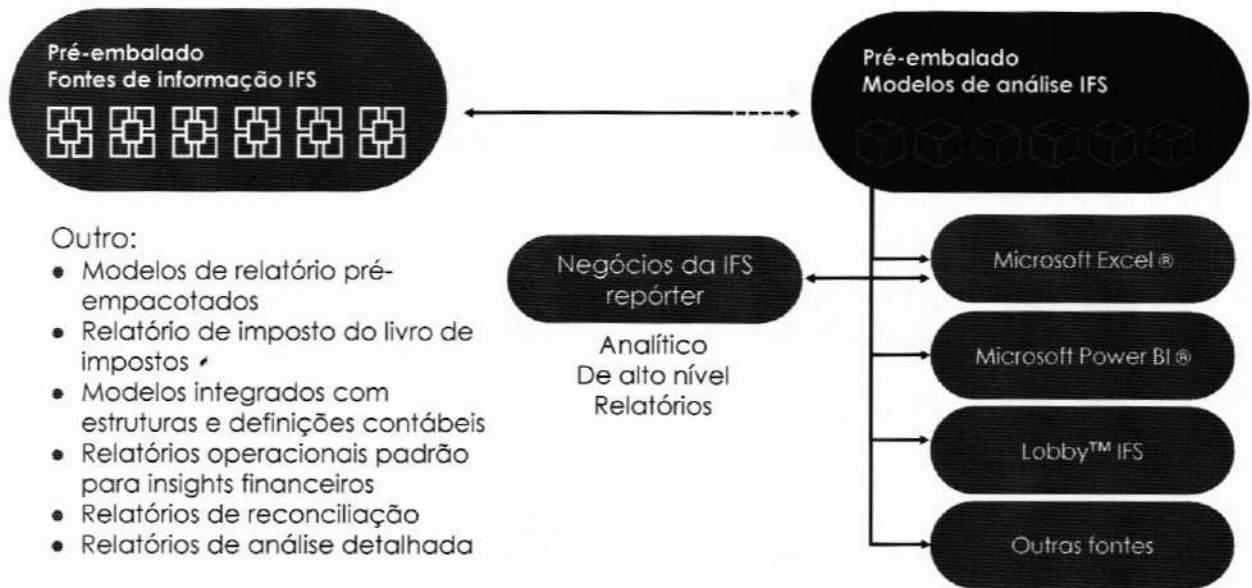 Pré-embalado
Fontes de informação IFS
Pré-embalado
Modelos de análise IFS
Outro:
• Modelos de relatório pré-
empacotados
• Relatório de imposto do livro de
impostos
• Modelos integrados com
estruturas e definições contábeis
• Relatórios operacionais padrão
para insights financeiros
• Relatórios de reconciliação
• Relatórios de análise detalhada
Negócios da IFS
repórter
Analítico
De alto nível
Relatórios
Microsoft Excel ®
Microsoft Power BI ®
Lobby™ IFS
Outras fontes